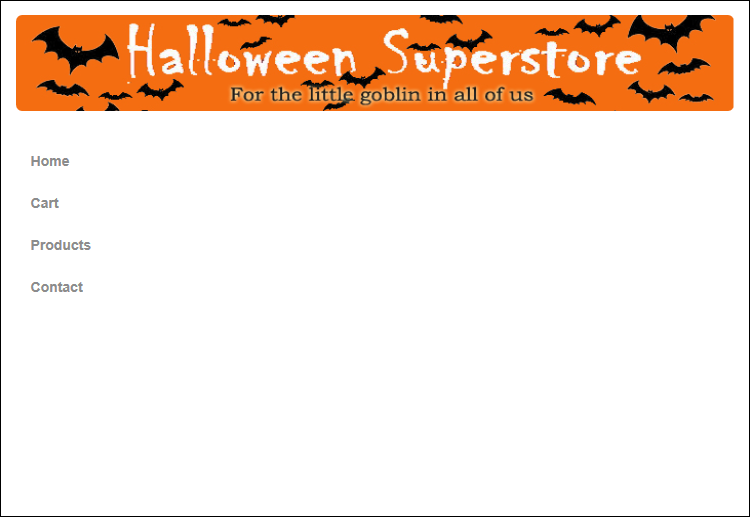 Halloween Superstore
For the little goblin in all of us
Home
Cart
Products
Contact